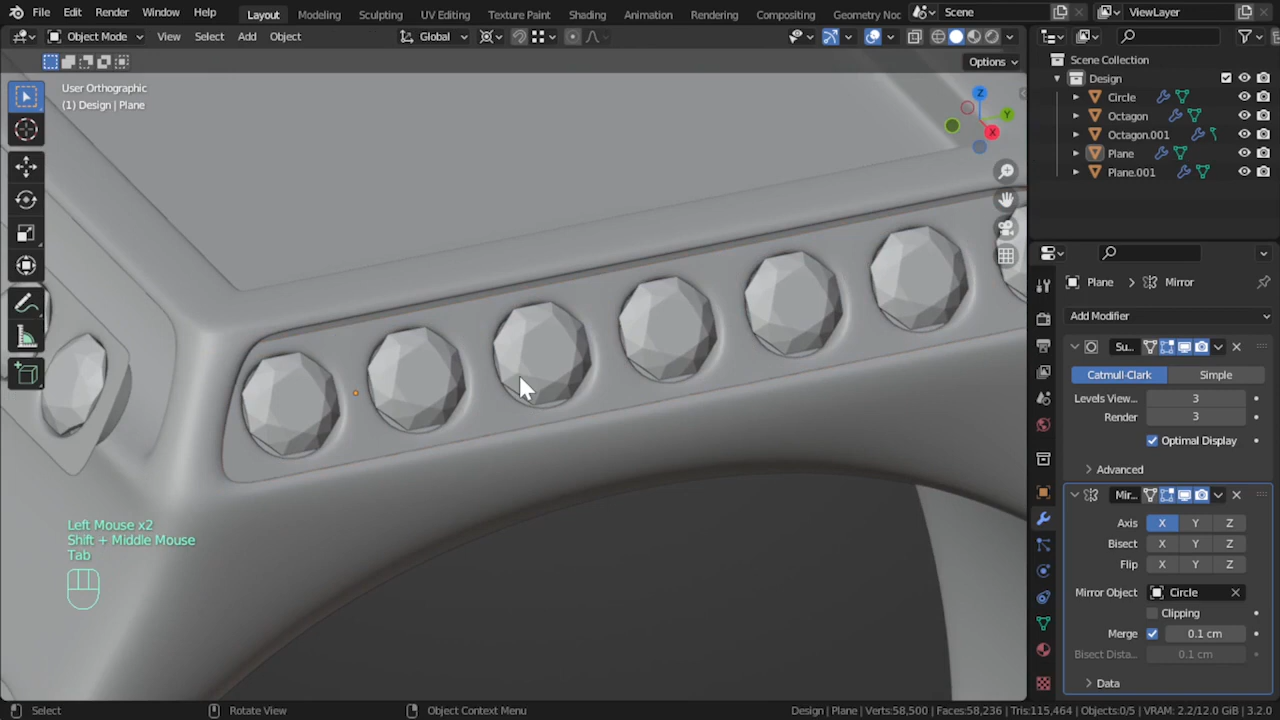 File Edit Render Window Help Layout Modeling Sculpting UV Editing Texture Paint Shading Animation Rendering Compositing Geometry Noc Scene ViewLayer
Object Mode View Select Add Object Global
Options
User Orthographic
(1) Design | Plane
Z
Y
X
Scene Collection
Design
Circle
Octagon
Octagon.001
Plane
Plane.001
Plane > Mirror
Add Modifier
Su...
Catmull-Clark Simple
Levels View... 3
Render 3
Optimal Display
Advanced
Mir...
Axis X Y Z
Bisect X Y Z
Flip X Y Z
Mirror Object Circle
Clipping
Merge 0.1 cm
Bisect Dista... 0.1 cm
Data
Left Mouse x2
Shift + Middle Mouse
Tab
Select Rotate View Object Context Menu Design | Plane | Verts:58,500 | Faces:58,236 | Tris:115,464 | Objects:0/5 | VRAM: 2.2/12.0 GiB | 3.2.0